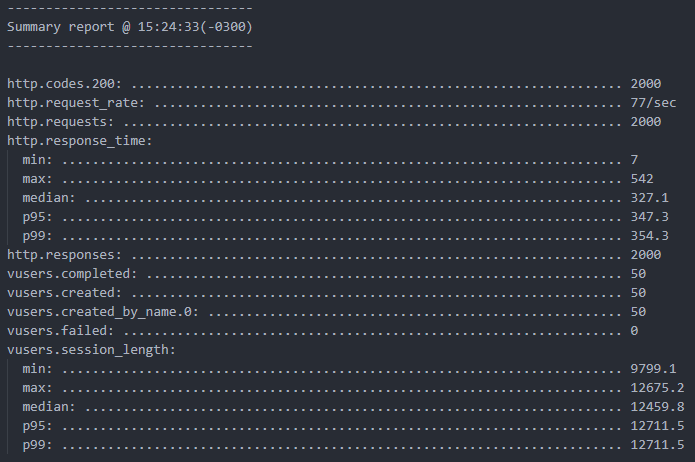 --------------------------------
Summary report @ 15:24:33(-0300)
--------------------------------
http.codes.200: ................................................................ 2000
http.request_rate: ............................................................. 77/sec
http.requests: ................................................................. 2000
http.response_time:
  min: ......................................................................... 7
  max: ......................................................................... 542
  median: ...................................................................... 327.1
  p95: ......................................................................... 347.3
  p99: ......................................................................... 354.3
http.responses: ................................................................ 2000
vusers.completed: .............................................................. 50
vusers.created: ................................................................ 50
vusers.created_by_name.0: ...................................................... 50
vusers.failed: ................................................................. 0
vusers.session_length:
  min: ......................................................................... 9799.1
  max: ......................................................................... 12675.2
  median: ...................................................................... 12459.8
  p95: ......................................................................... 12711.5
  p99: ......................................................................... 12711.5